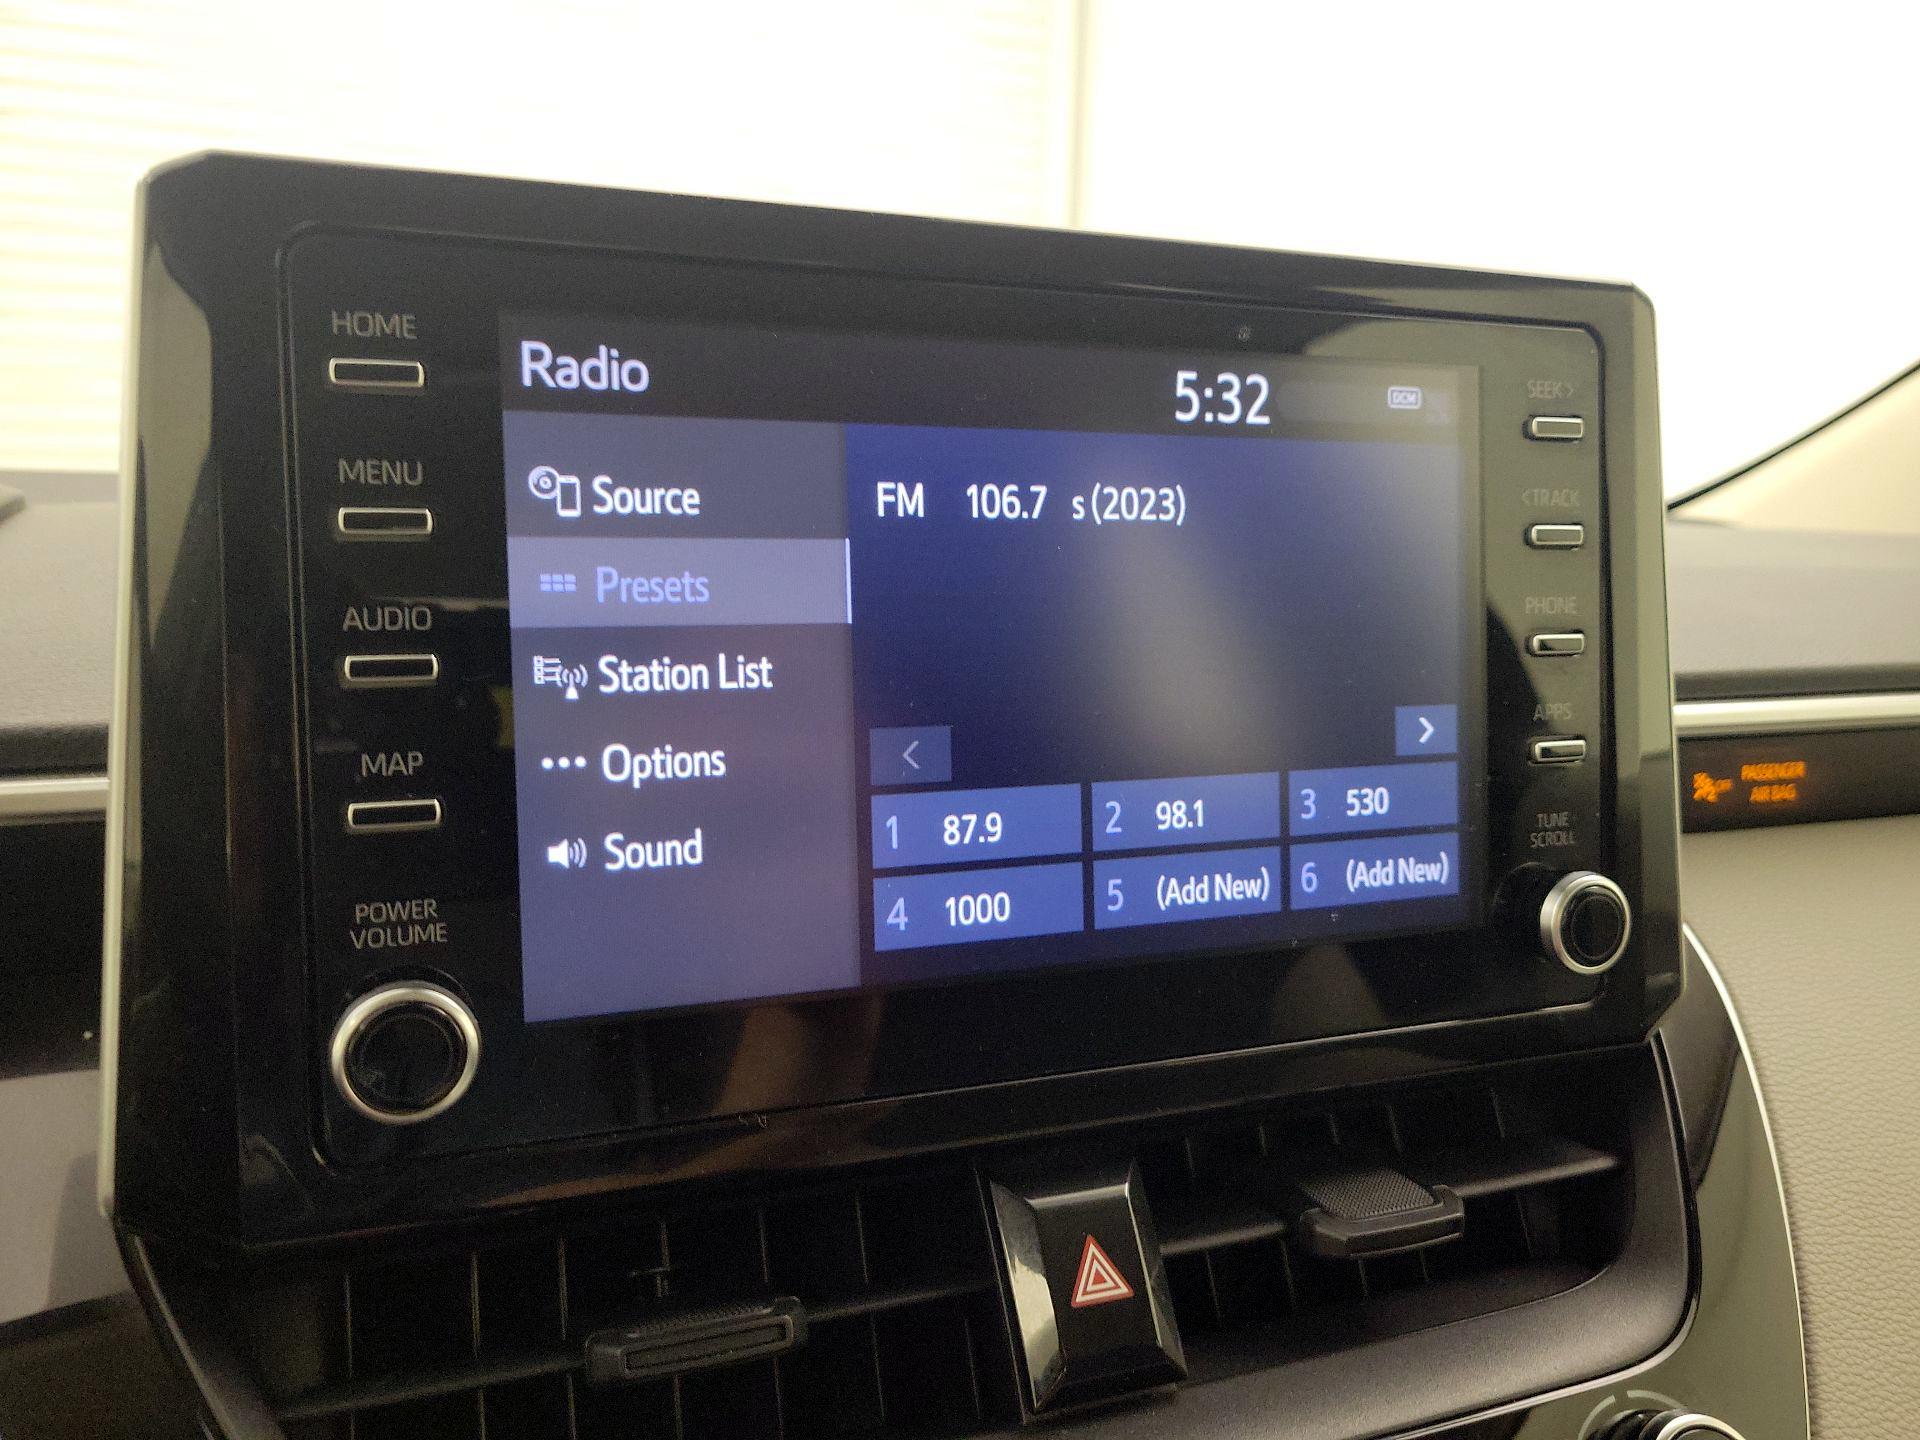 HOME
MENU
AUDIO
MAP
POWER
VOLUME
Radio
5:32
DCM
Source
Presets
Station List
Options
Sound
FM 106.7 s (2023)
<
>
1 87.9
2 98.1
3 530
4 1000
5 (Add New)
6 (Add New)
SEEK>
<TRACK
PHONE
APPS
TUNE
SCROLL
PASSENGER
AIR BAG